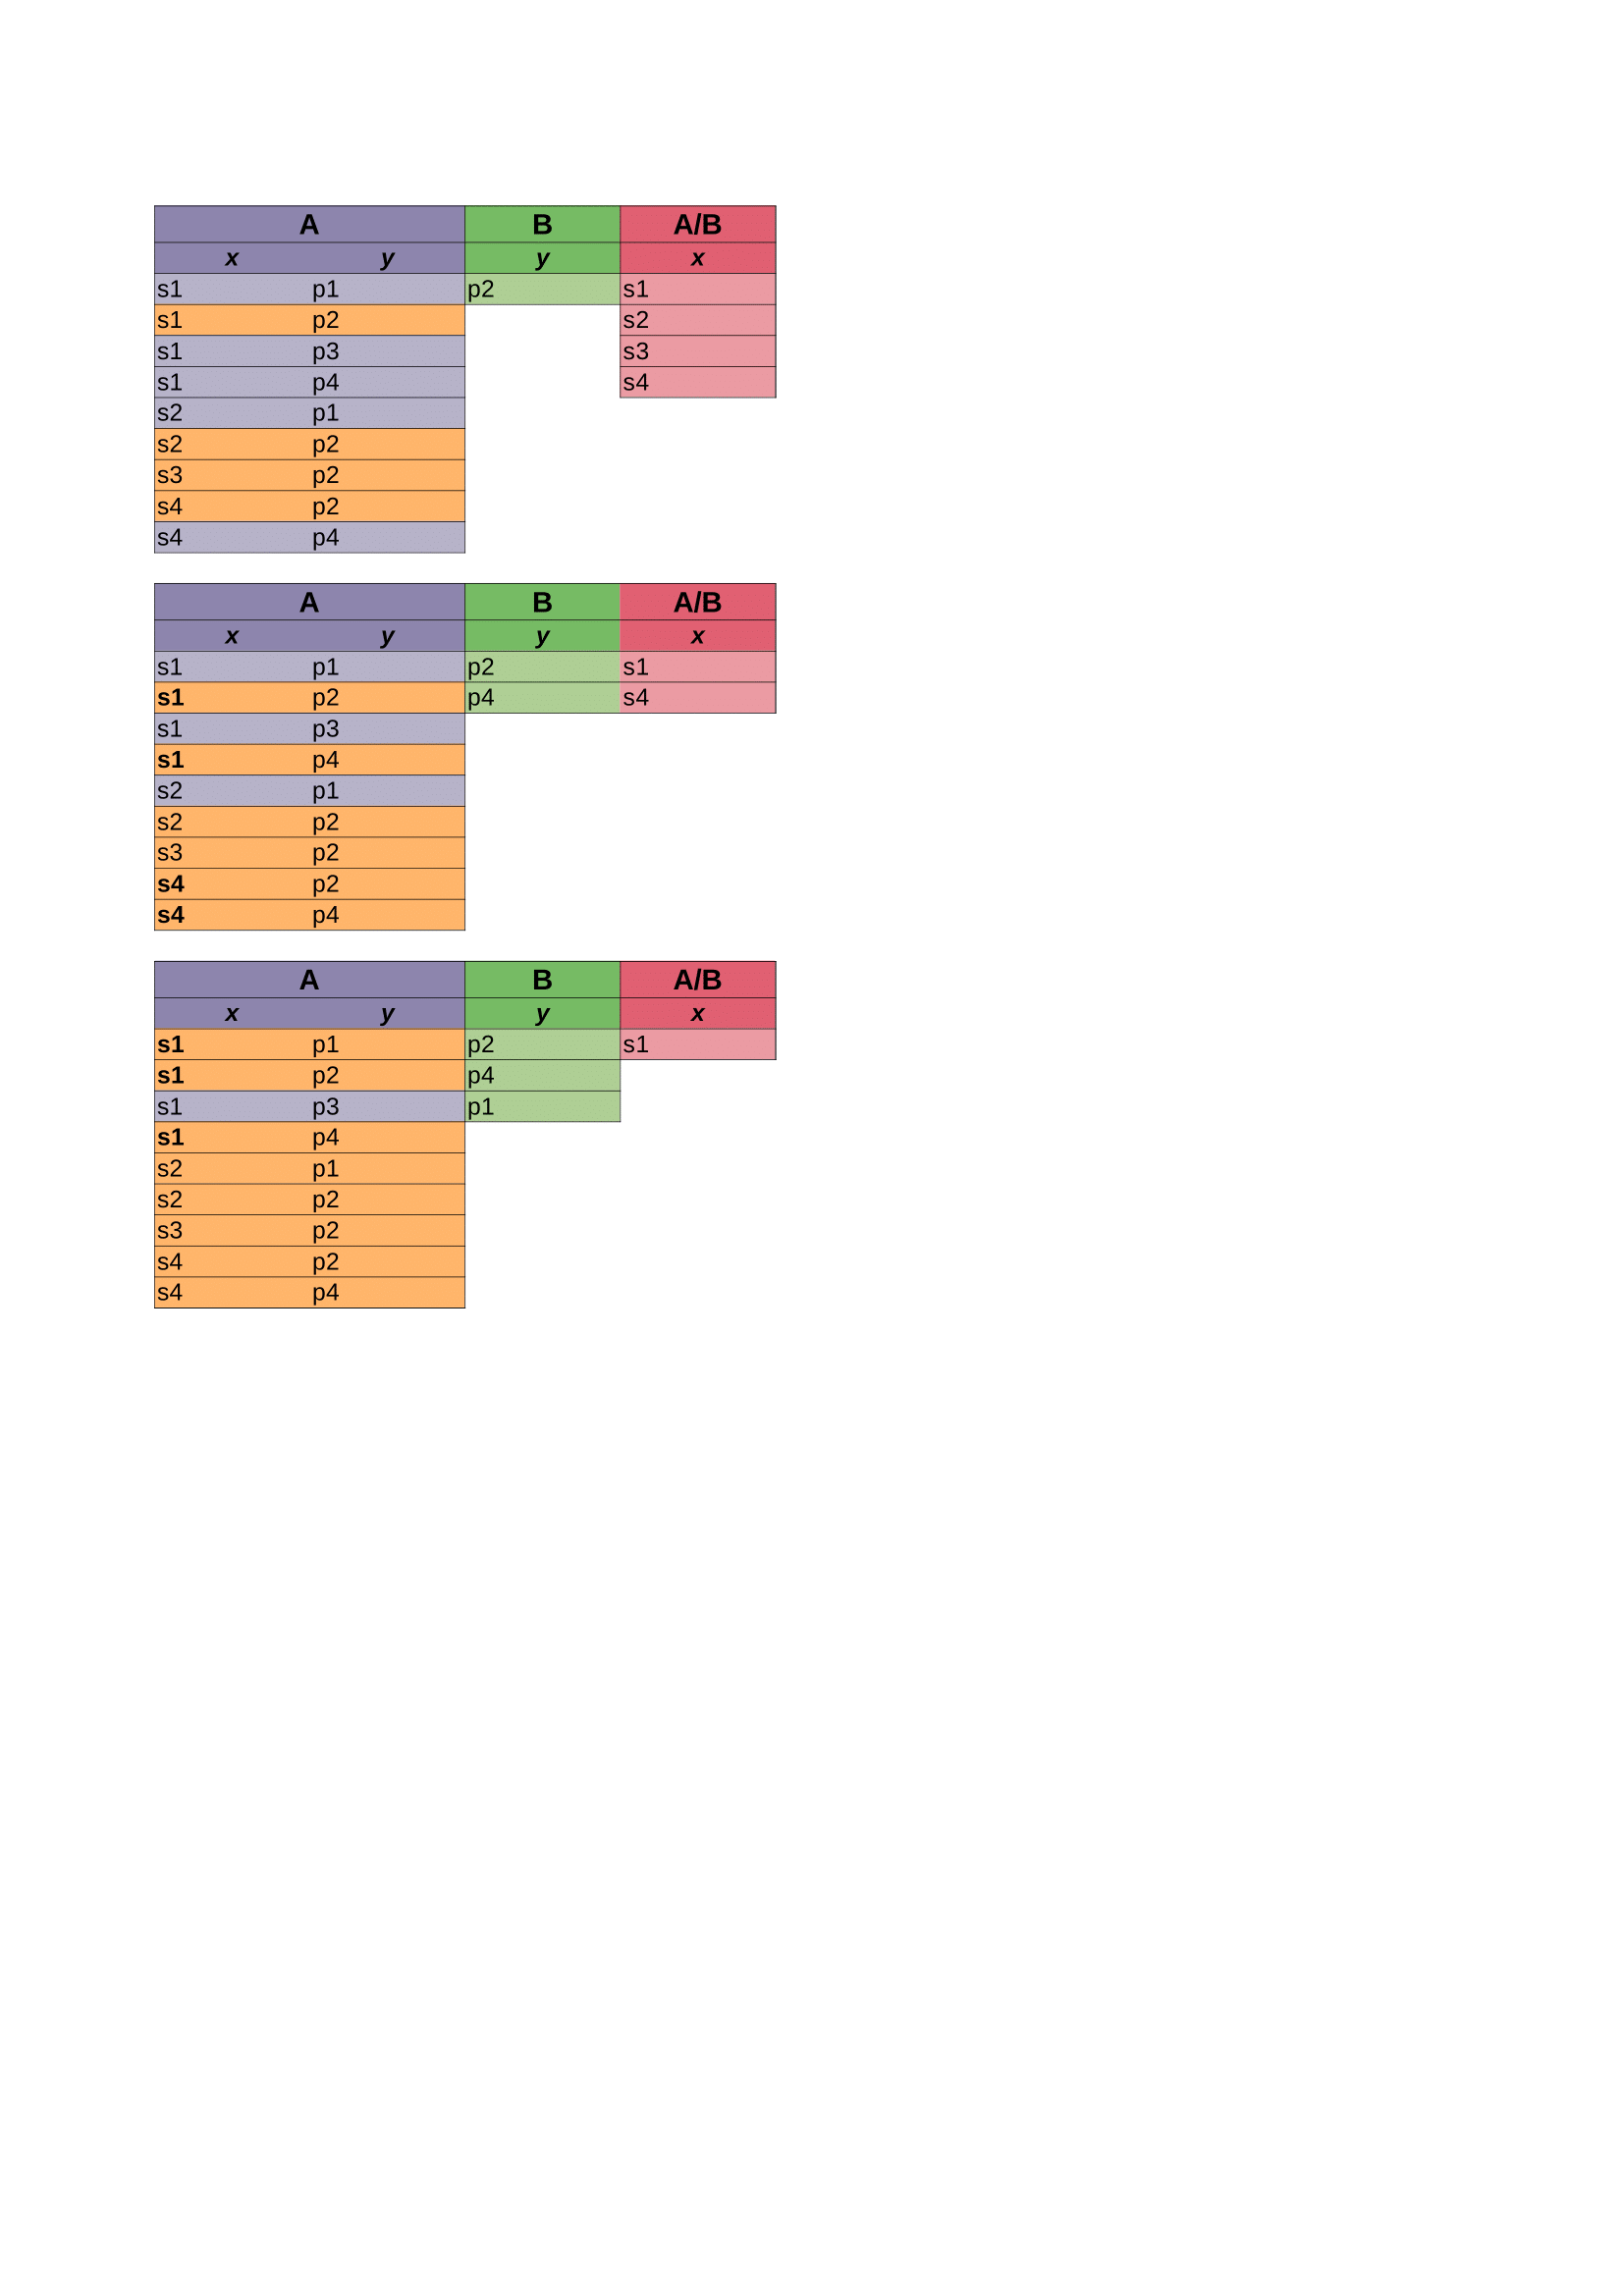 A B A/B
x y y x
s1 p1 p2 s1
s1 p2 s2
s1 p3 s3
s1 p4 s4
s2 p1
s2 p2
s3 p2
s4 p2
s4 p4
A B A/B
x y y x
s1 p1 p2 s1
s1 p2 p4 s4
s1 p3
s1 p4
s2 p1
s2 p2
s3 p2
s4 p2
s4 p4
A B A/B
x y y x
s1 p1 p2 s1
s1 p2 p4
s1 p3 p1
s1 p4
s2 p1
s2 p2
s3 p2
s4 p2
s4 p4